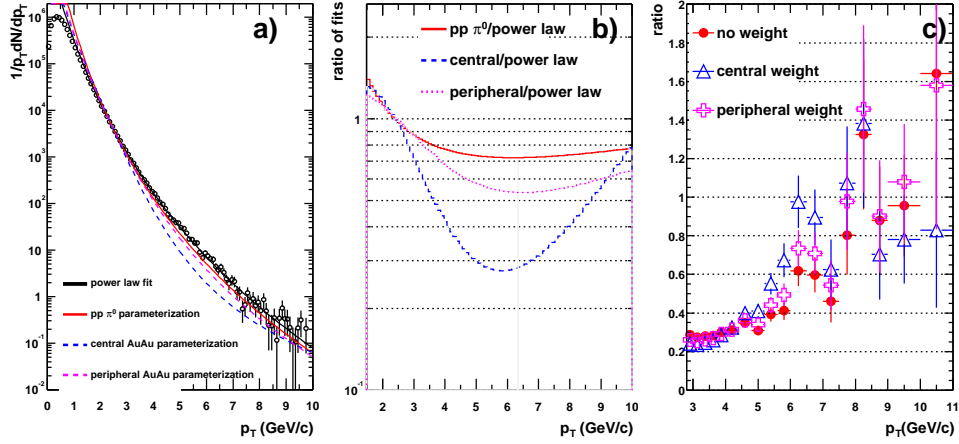 1/p_T dN/dp_T
a)
10^6
10^5
10^4
10^3
10^2
10
1
10^-1
10^-2
power law fit
pp π^0 parameterization
central AuAu parameterization
peripheral AuAu parameterization
0 1 2 3 4 5 6 7 8 9 10
p_T (GeV/c)
ratio of fits
b)
pp π^0/power law
central/power law
peripheral/power law
1
10^-1
2 3 4 5 6 7 8 9 10
p_T (GeV/c)
ratio
c)
no weight
central weight
peripheral weight
2
1.8
1.6
1.4
1.2
1
0.8
0.6
0.4
0.2
0
3 4 5 6 7 8 9 10 11
p_T(GeV/c)